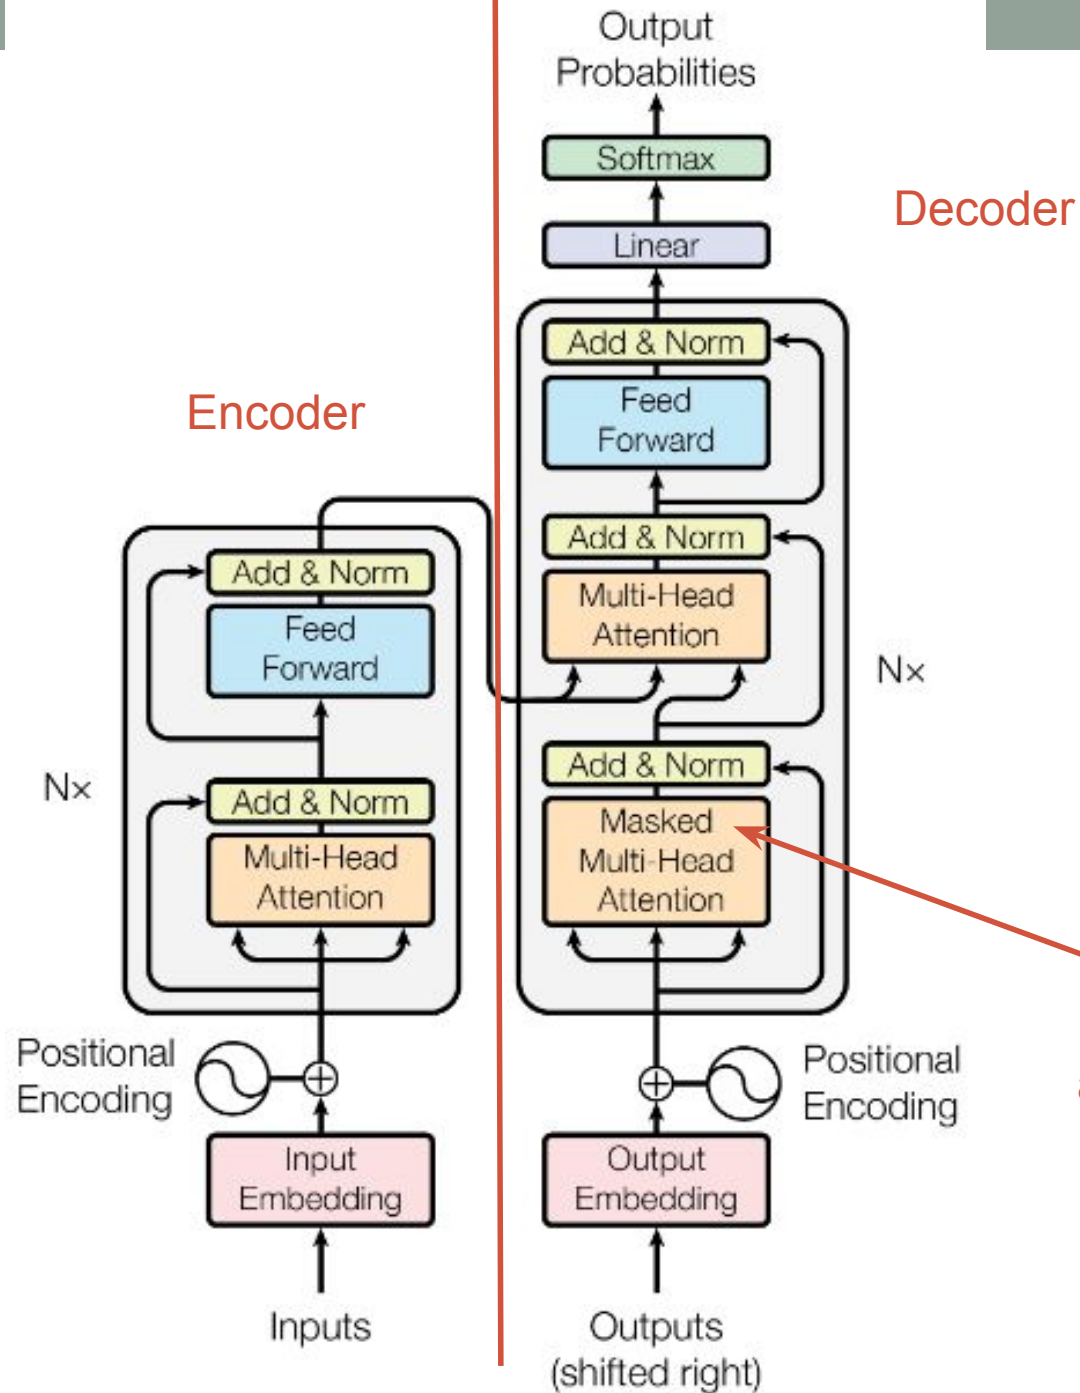 Output
Probabilities
Softmax
Decoder
Linear
Add & Norm
Feed
Forward
Add & Norm
Multi-Head
Attention
Nx
Add & Norm
Masked
Multi-Head
Attention
Positional
Encoding
Output
Embedding
Outputs
(shifted right)
Encoder
Add & Norm
Feed
Forward
Nx
Add & Norm
Multi-Head
Attention
Positional
Encoding
Input
Embedding
Inputs